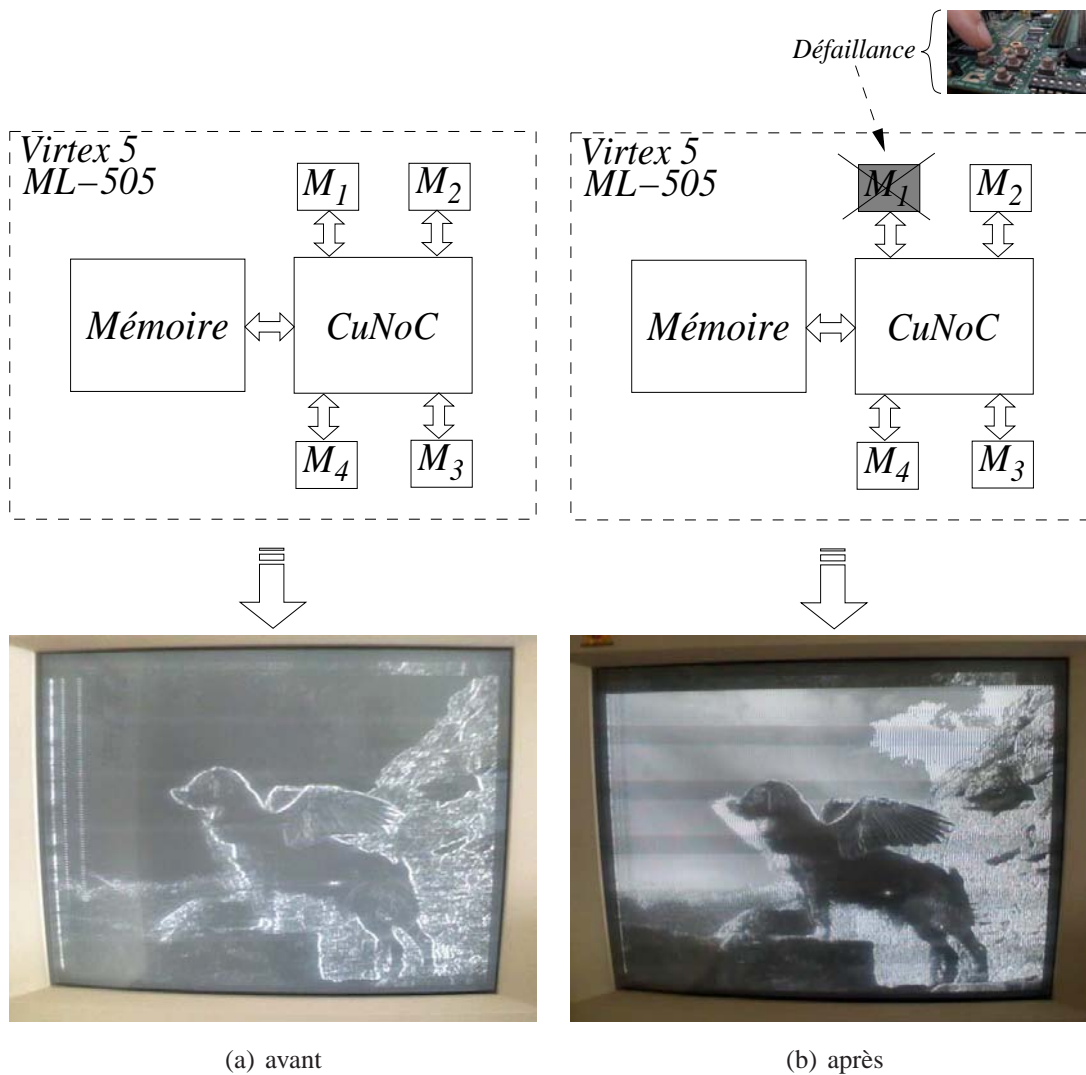 Défaillance
Virtex 5
ML–505
M1
M2
Mémoire
CuNoC
M4
M3
Virtex 5
ML–505
M1
M2
Mémoire
CuNoC
M4
M3
(a) avant
(b) après